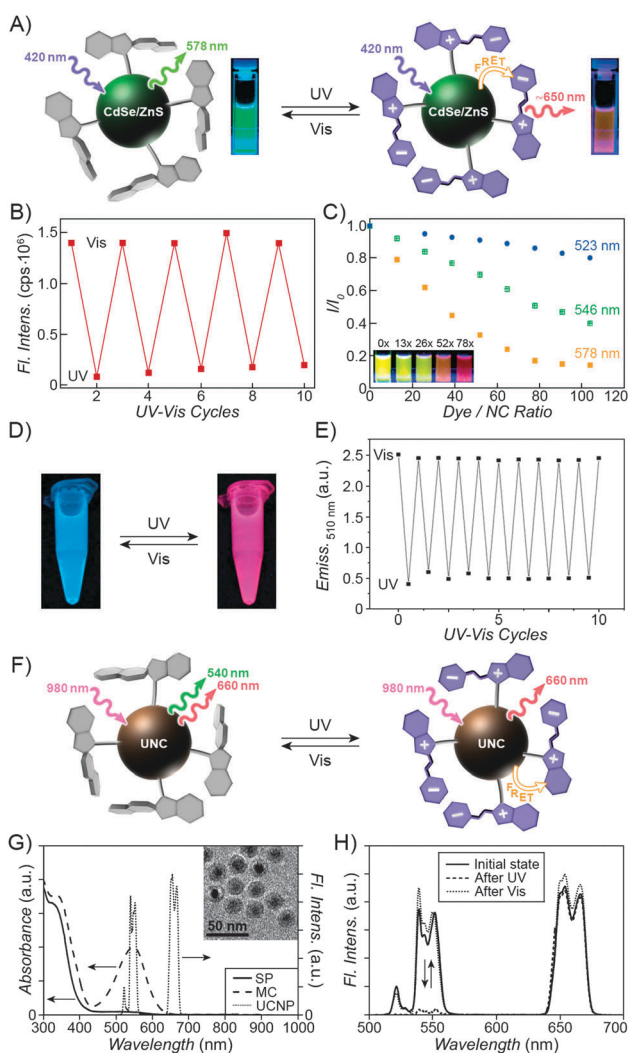 A)
420 nm
578 nm
CdSe/ZnS
UV
Vis
420 nm
FRET
~650 nm
CdSe/ZnS
B)
Fl. Intens. (cps·10⁶)
1.5
1.0
0.5
0
Vis
UV
0 2 4 6 8 10
UV-Vis Cycles
C)
I/I₀
1.0
0.8
0.6
0.4
0.2
0
523 nm
546 nm
578 nm
0x 13x 26x 52x 78x
0 20 40 60 80 100 120
Dye / NC Ratio
D)
UV
Vis
E)
Emiss. 510 nm (a.u.)
2.5
2.0
1.5
1.0
0.5
0
Vis
UV
0 5 10
UV-Vis Cycles
F)
980 nm
540 nm
660 nm
UNC
UV
Vis
980 nm
660 nm
UNC
FRET
G)
Absorbance (a.u.)
Fl. Intens. (a.u.)
50 nm
SP
MC
UCNP
300 400 500 600 700 800 900 1000
Wavelength (nm)
H)
Fl. Intens. (a.u.)
Initial state
After UV
After Vis
500 550 600 650 700
Wavelength (nm)